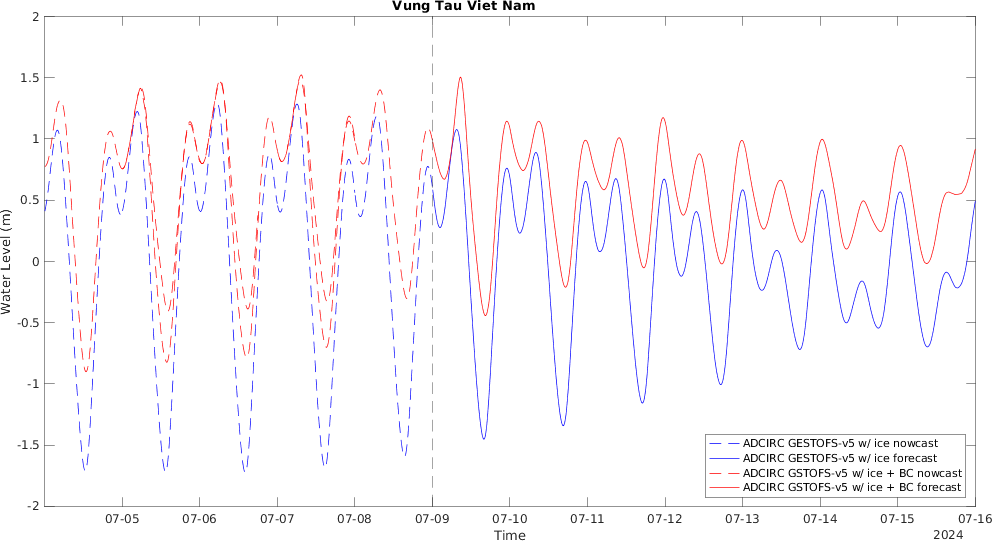 Vung Tau Viet Nam
Water Level (m)
2
1.5
1
0.5
0
-0.5
-1
-1.5
-2
ADCIRC GESTOFS-v5 w/ ice nowcast
ADCIRC GESTOFS-v5 w/ ice forecast
ADCIRC GSTOFS-v5 w/ ice + BC nowcast
ADCIRC GSTOFS-v5 w/ ice + BC forecast
07-05 07-06 07-07 07-08 07-09 07-10 07-11 07-12 07-13 07-14 07-15 07-16
Time
2024